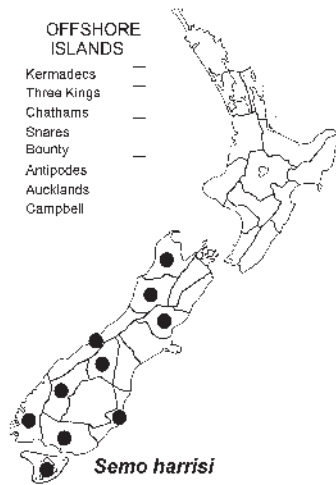 OFFSHORE
ISLANDS
Kermadecs
Three Kings
Chathams
Snares
Bounty
Antipodes
Aucklands
Campbell
Semo harrisi